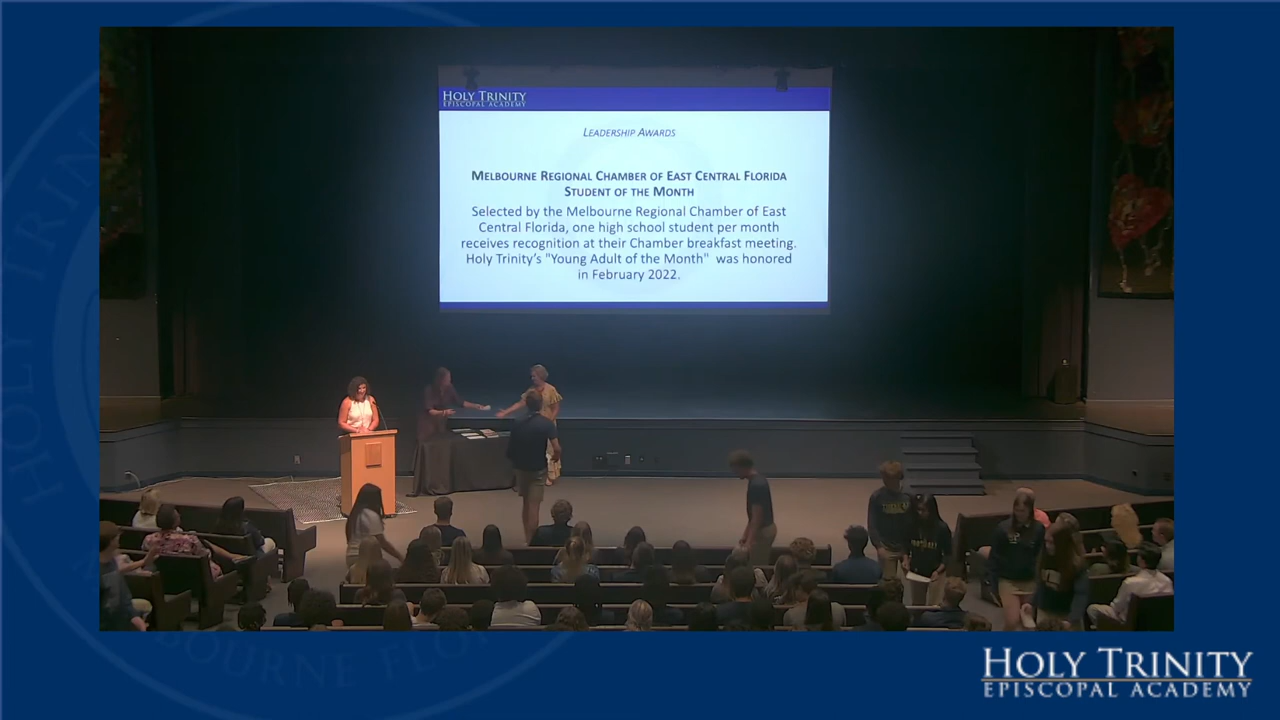 HOLY TRINITY
EPISCOPAL ACADEMY
LEADERSHIP AWARDS
MELBOURNE REGIONAL CHAMBER OF EAST CENTRAL FLORIDA
STUDENT OF THE MONTH
Selected by the Melbourne Regional Chamber of East
Central Florida, one high school student per month
receives recognition at their Chamber breakfast meeting.
Holy Trinity's "Young Adult of the Month"  was honored
in February 2022.
HOLY TRINITY
EPISCOPAL ACADEMY